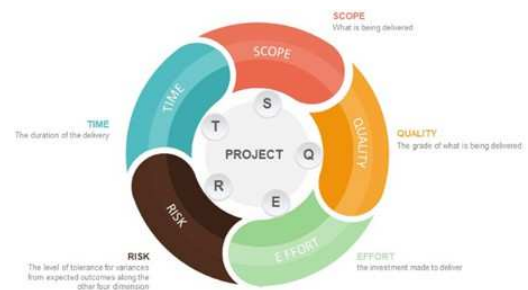 SCOPE
What is being delivered
SCOPE
TIME
QUALITY
S
T
Q
PROJECT
R
E
RISK
EFFORT
TIME
The duration of the delivery
QUALITY
The grade of what is being delivered
RISK
The level of tolerance for variances
from expected outcomes along the
other four dimension
EFFORT
the investment made to deliver